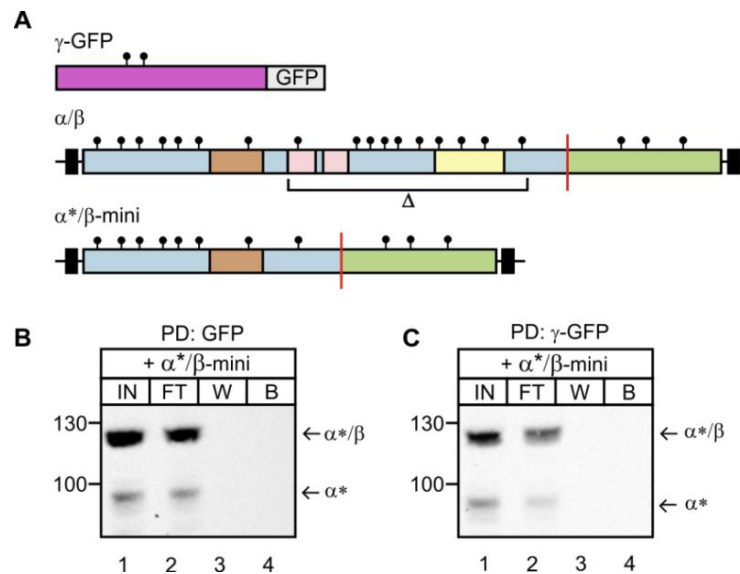 A
γ-GFP
GFP
α/β
Δ
α*/β-mini
B
PD: GFP
+ α*/β-mini
IN FT W B
130
← α*/β
100
← α*
1 2 3 4
C
PD: γ-GFP
+ α*/β-mini
IN FT W B
130
← α*/β
100
← α*
1 2 3 4